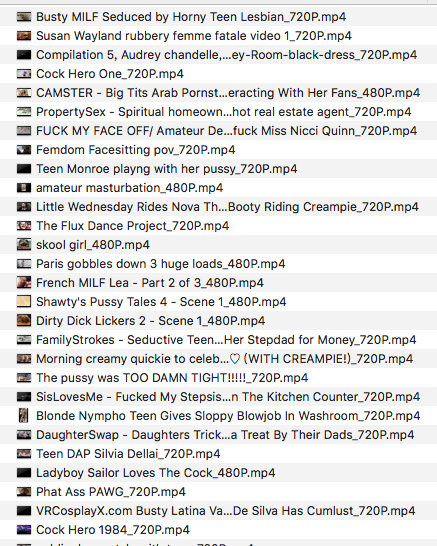 Busty MILF Seduced by Horny Teen Lesbian_720P.mp4
Susan Wayland rubbery femme fatale video 1_720P.mp4
Compilation 5, Audrey chandelle,...ey-Room-black-dress_720P.mp4
Cock Hero One_720P.mp4
CAMSTER - Big Tits Arab Pornst...eracting With Her Fans_480P.mp4
PropertySex - Spiritual homeown...hot real estate agent_720P.mp4
FUCK MY FACE OFF/ Amateur De...fuck Miss Nicci Quinn_720P.mp4
Femdom Facesitting pov_720P.mp4
Teen Monroe playng with her pussy_720P.mp4
amateur masturbation_480P.mp4
Little Wednesday Rides Nova Th...Booty Riding Creampie_720P.mp4
The Flux Dance Project_720P.mp4
skool girl_480P.mp4
Paris gobbles down 3 huge loads_480P.mp4
French MILF Lea - Part 2 of 3_480P.mp4
Shawty's Pussy Tales 4 - Scene 1_480P.mp4
Dirty Dick Lickers 2 - Scene 1_480P.mp4
FamilyStrokes - Seductive Teen...Her Stepdad for Money_720P.mp4
Morning creamy quickie to celeb...♡ (WITH CREAMPIE!)_720P.mp4
The pussy was TOO DAMN TIGHT!!!!!_720P.mp4
SisLovesMe - Fucked My Stepsis...n The Kitchen Counter_720P.mp4
Blonde Nympho Teen Gives Sloppy Blowjob In Washroom_720P.mp4
DaughterSwap - Daughters Trick...a Treat By Their Dads_720P.mp4
Teen DAP Silvia Dellai_720P.mp4
Ladyboy Sailor Loves The Cock_480P.mp4
Phat Ass PAWG_720P.mp4
VRCosplayX.com Busty Latina Va...De Silva Has Cumlust_720P.mp4
Cock Hero 1984_720P.mp4